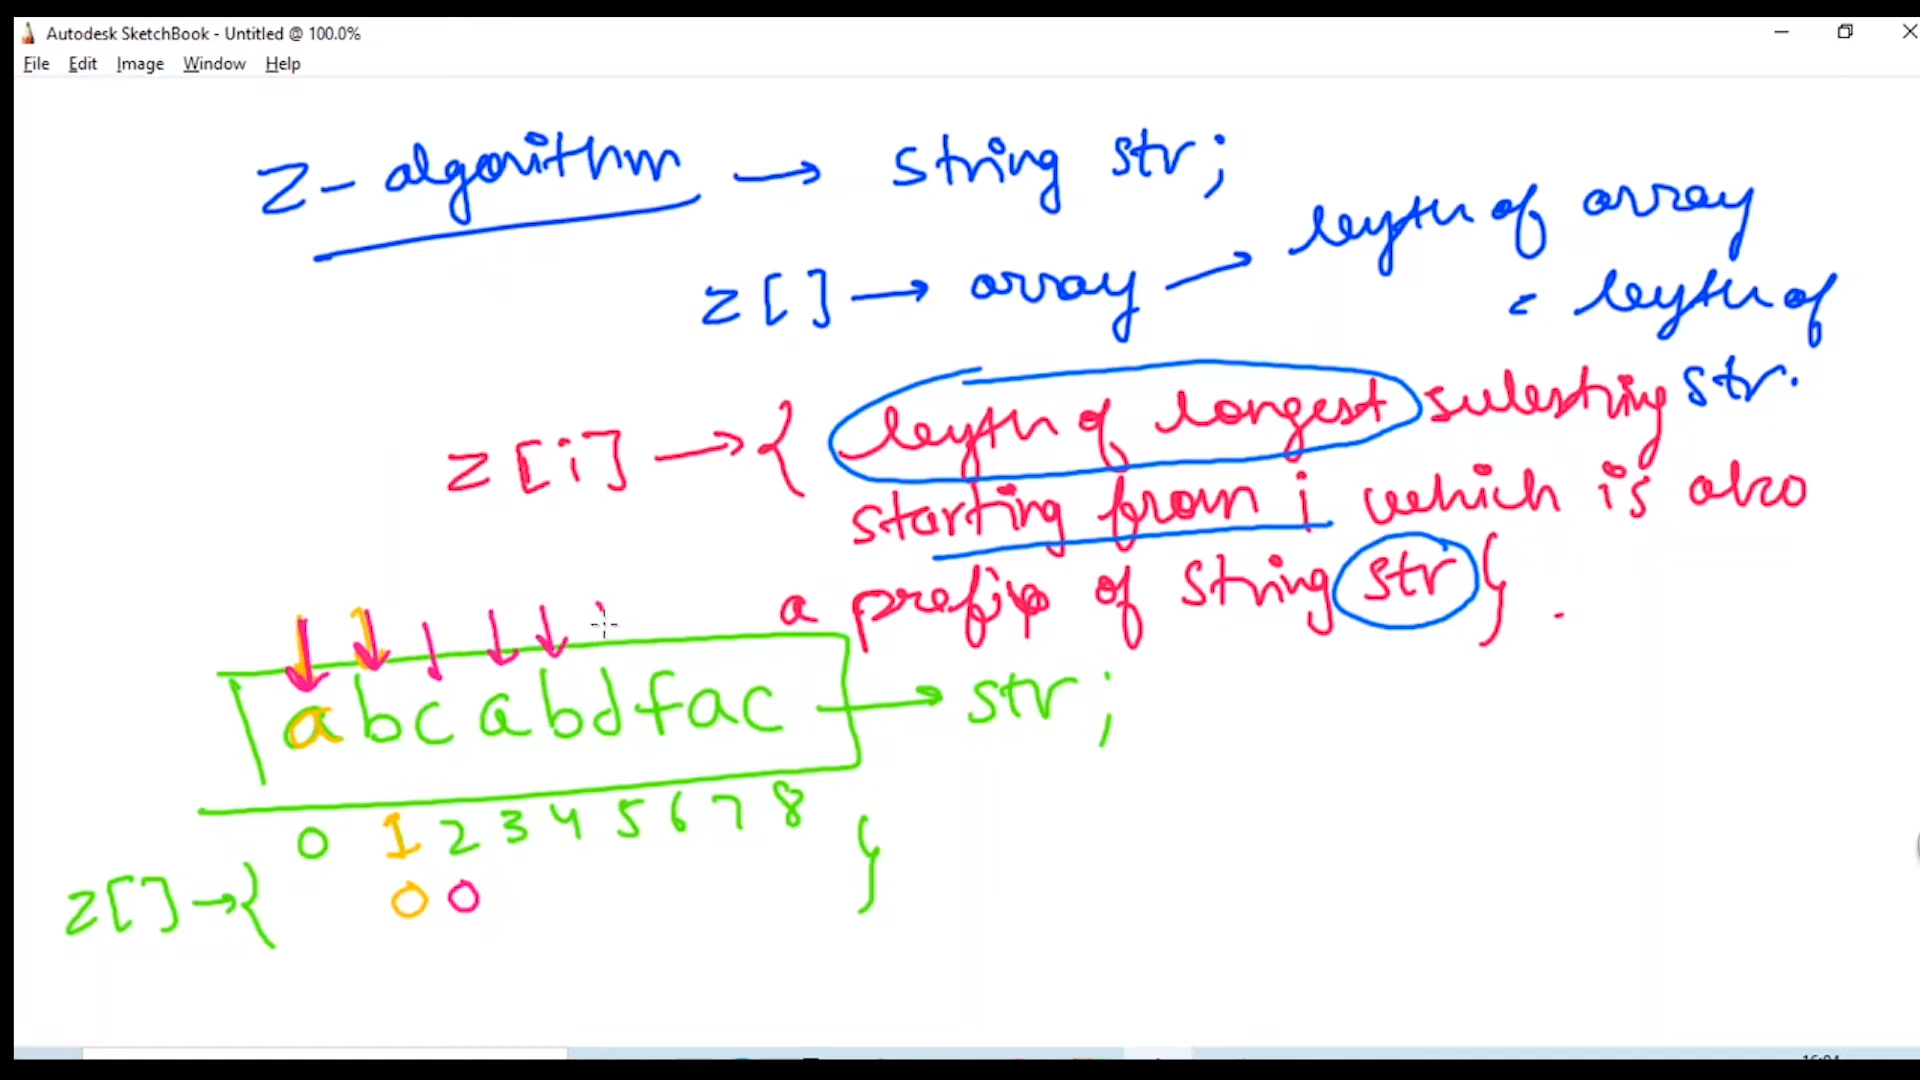 Autodesk SketchBook - Untitled @ 100.0%
File Edit Image Window Help
Z-algorithm → string str;
z[] → array → length of array
= length of
str.
z[i] → { length of longest substring
starting from i which is also
a prefix of string str } .
abcabdfac → str;
0 1 2 3 4 5 6 7 8
z[] → { 0 0 }